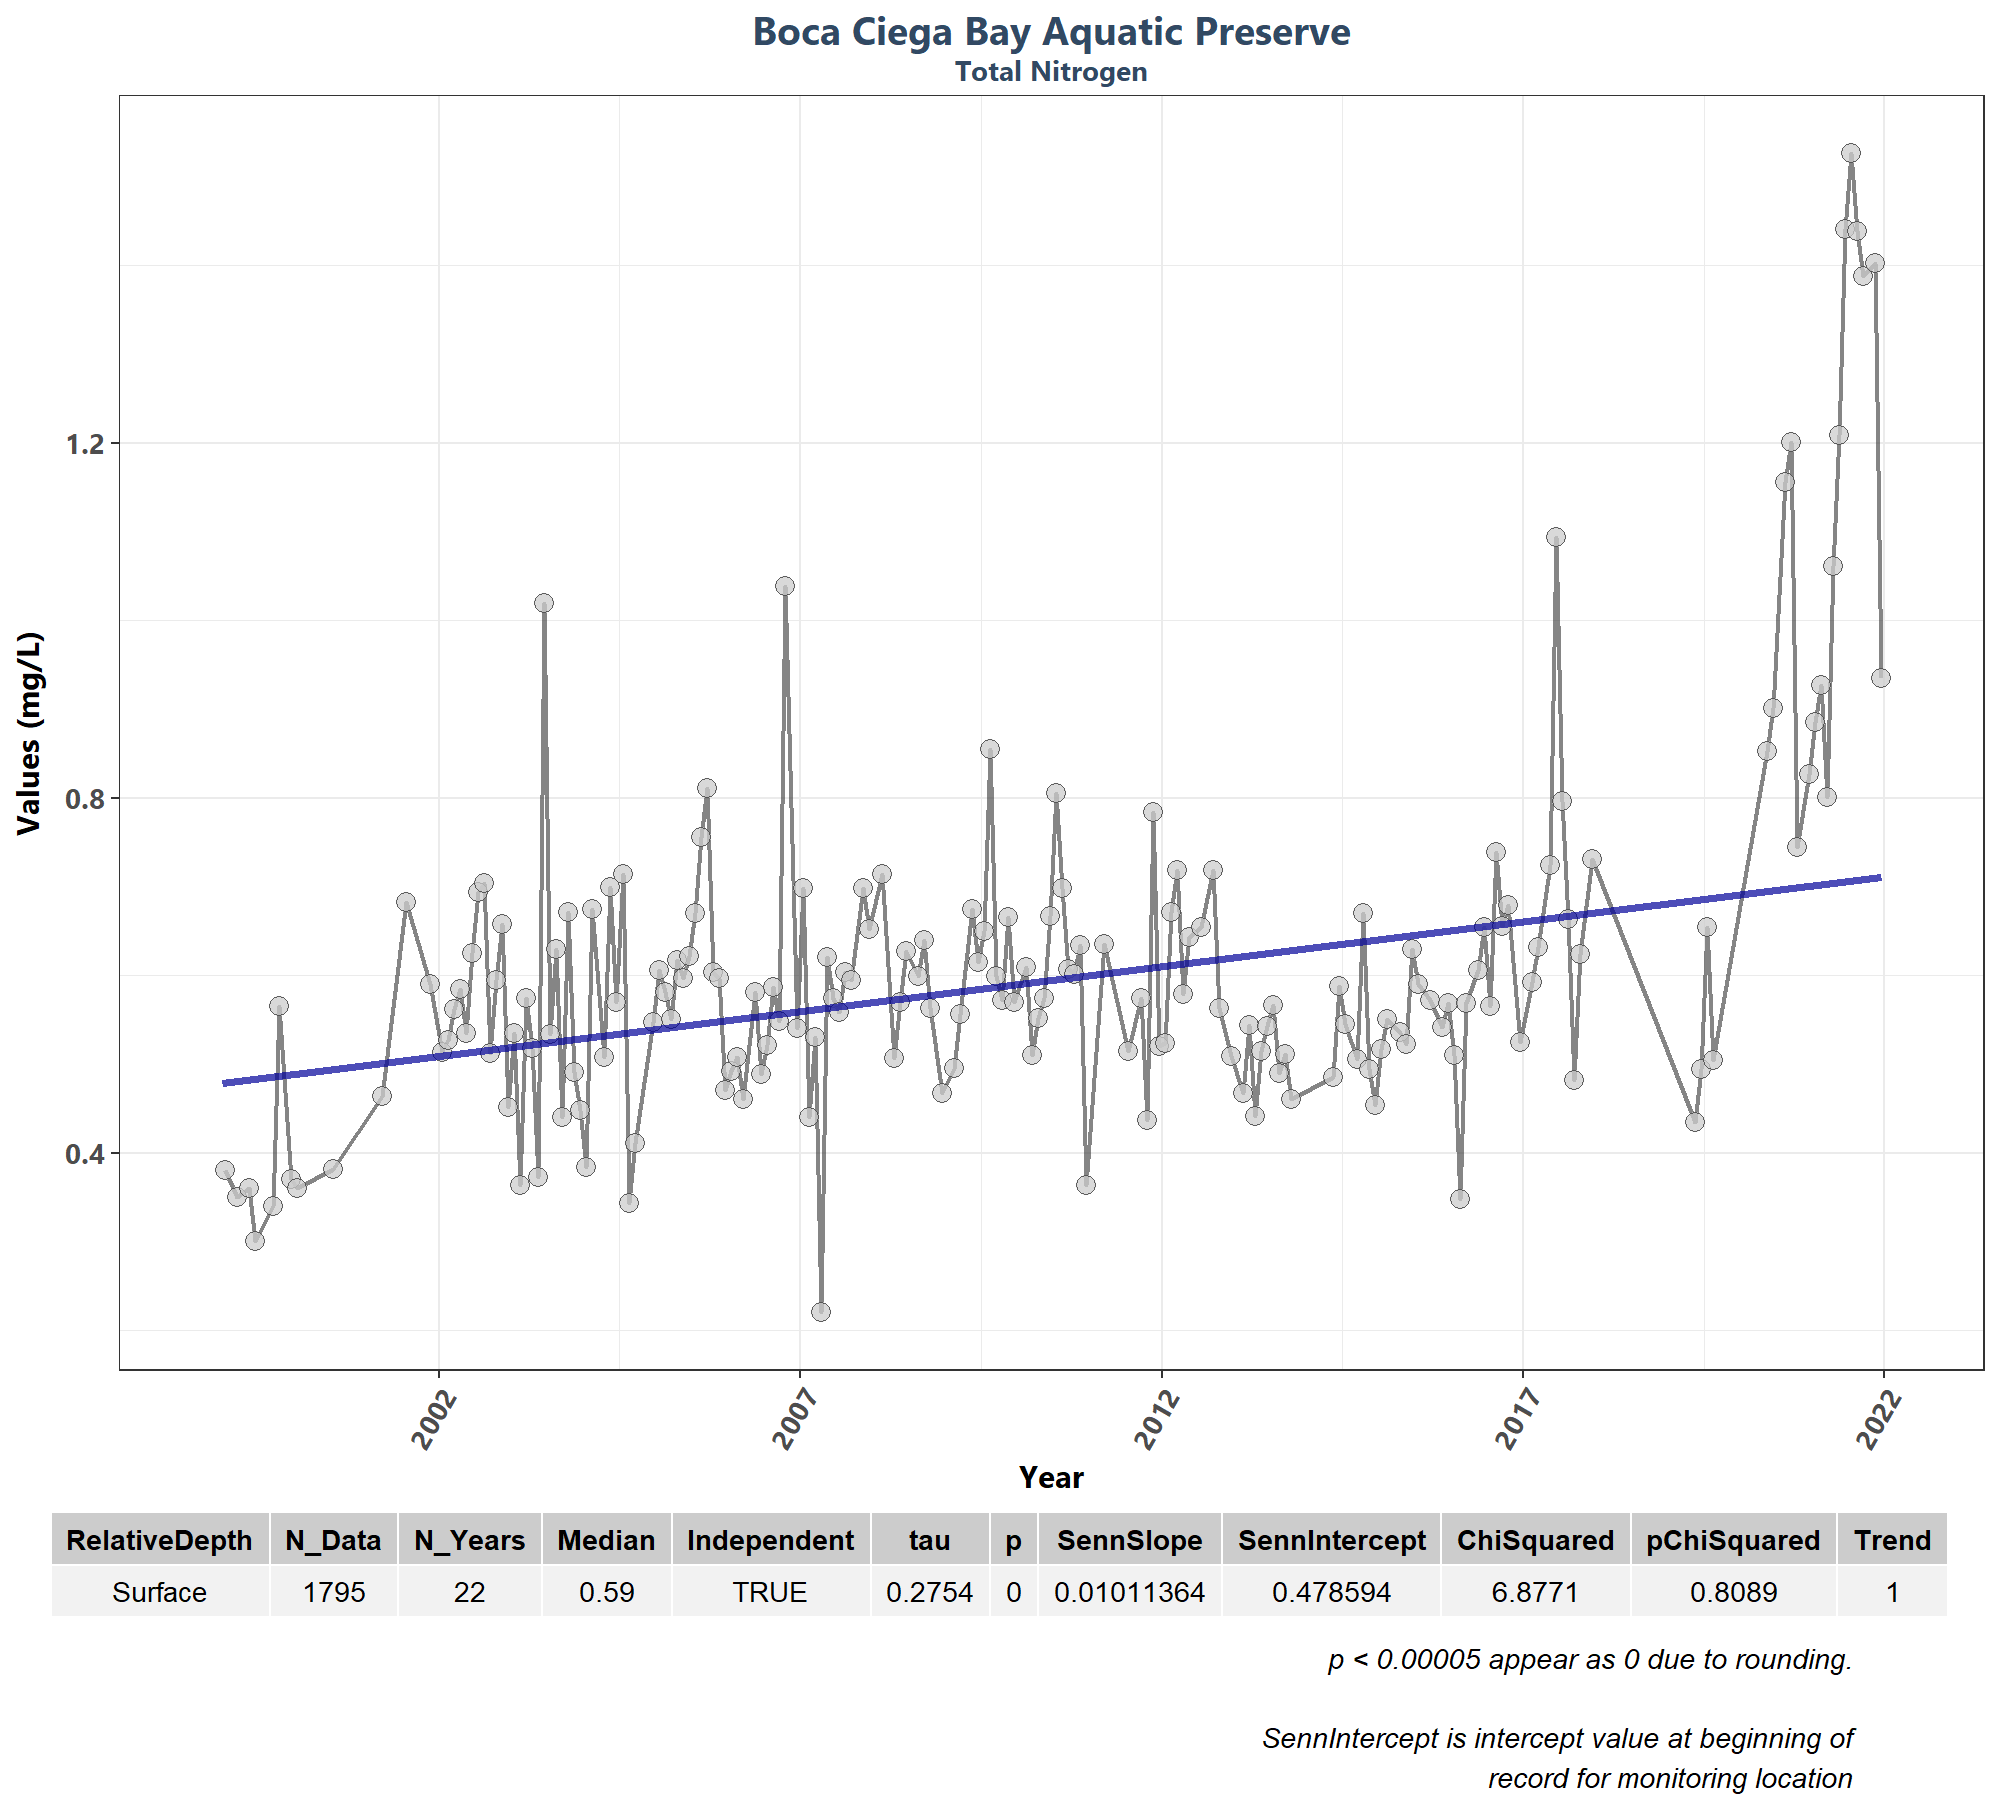 Boca Ciega Bay Aquatic Preserve
Total Nitrogen
Values (mg/L)
1.2
0.8
0.4
2002 2007 2012 2017 2022
Year
RelativeDepth N_Data N_Years Median Independent tau p SennSlope SennIntercept ChiSquared pChiSquared Trend
Surface 1795 22 0.59 TRUE 0.2754 0 0.01011364 0.478594 6.8771 0.8089 1
p < 0.00005 appear as 0 due to rounding.
SennIntercept is intercept value at beginning of
record for monitoring location